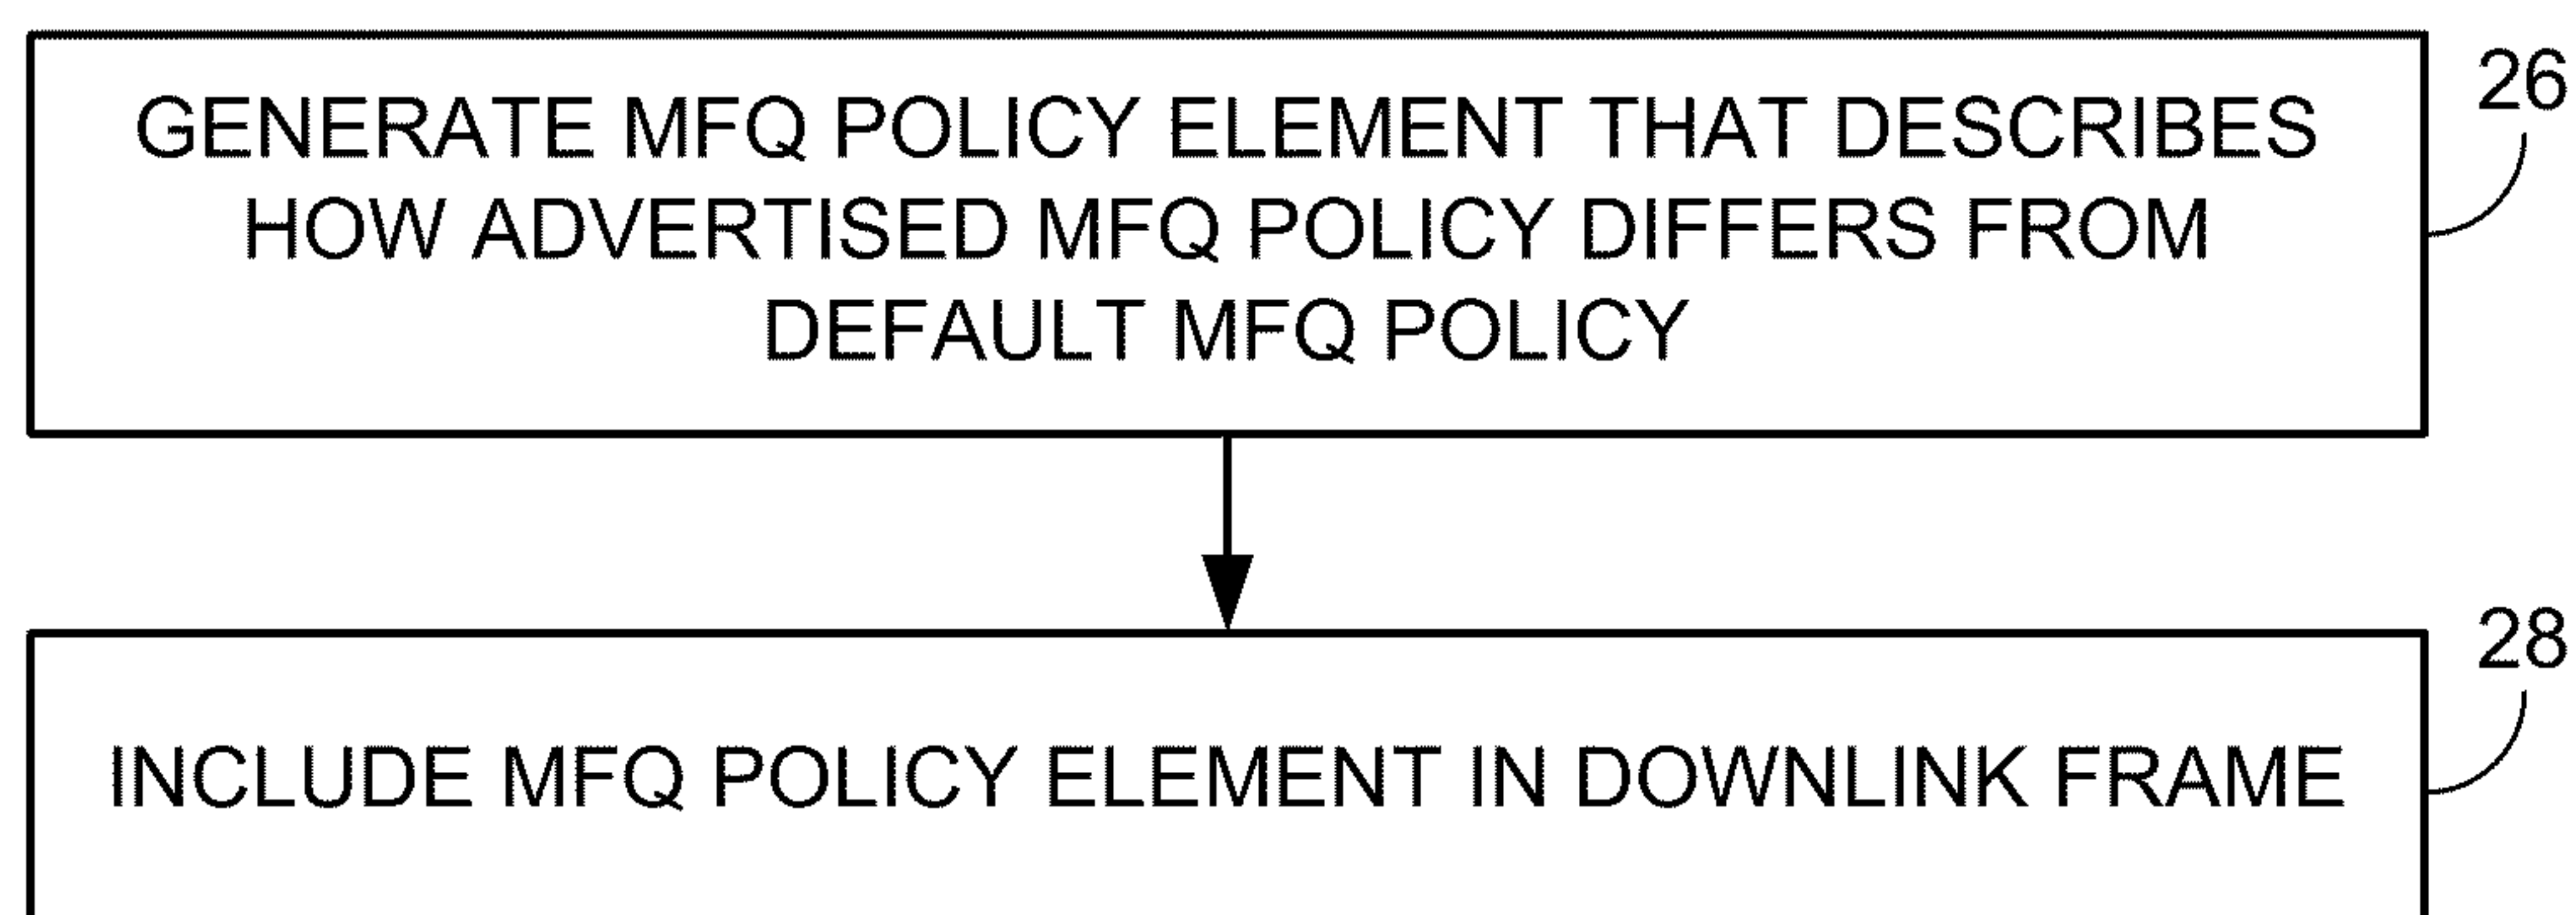 GENERATE MFQ POLICY ELEMENT THAT DESCRIBES
HOW ADVERTISED MFQ POLICY DIFFERS FROM
DEFAULT MFQ POLICY
26
INCLUDE MFQ POLICY ELEMENT IN DOWNLINK FRAME
28